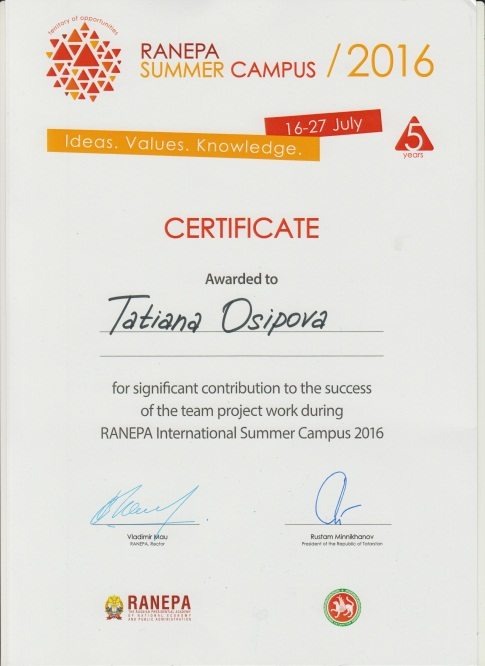 territory of opportunities
RANEPA
SUMMER CAMPUS / 2016
16-27 July
Ideas. Values. Knowledge.
5
years
CERTIFICATE
Awarded to
Tatiana Osipova
for significant contribution to the success
of the team project work during
RANEPA International Summer Campus 2016
Vladimir Mau
RANEPA, Rector
Rustam Minnikhanov
President of the Republic of Tatarstan
RANEPA
THE RUSSIAN PRESIDENTIAL ACADEMY
OF NATIONAL ECONOMY
AND PUBLIC ADMINISTRATION